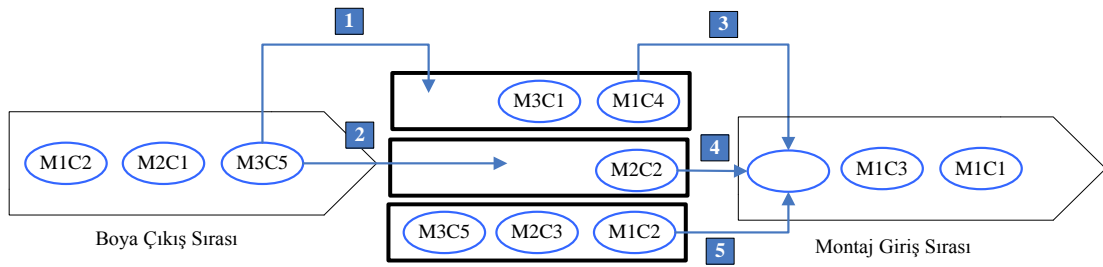 1
3
M3C1 M1C4
2
4
M1C2 M2C1 M3C5
M2C2
M1C3 M1C1
M3C5 M2C3 M1C2
5
Boya Çıkış Sırası
Montaj Giriş Sırası